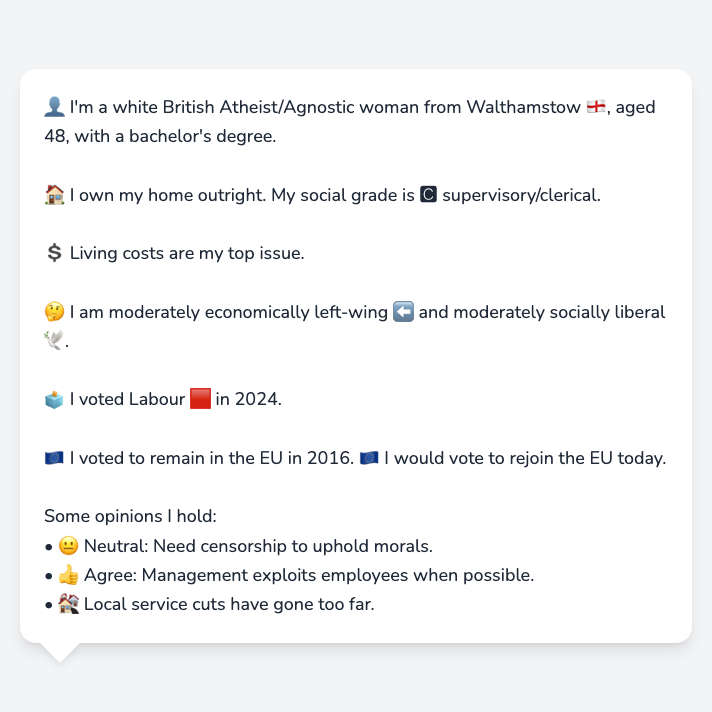 👤 I'm a white British Atheist/Agnostic woman from Walthamstow 🏴󠁧󠁢󠁥󠁮󠁧󠁿, aged
48, with a bachelor's degree.
🏠 I own my home outright. My social grade is 🅲 supervisory/clerical.
💲 Living costs are my top issue.
🤔 I am moderately economically left-wing ⬅️ and moderately socially liberal
🕊️.
🗳️ I voted Labour 🟥 in 2024.
🇪🇺 I voted to remain in the EU in 2016. 🇪🇺 I would vote to rejoin the EU today.
Some opinions I hold:
• 😐 Neutral: Need censorship to uphold morals.
• 👍 Agree: Management exploits employees when possible.
• 🏚️ Local service cuts have gone too far.